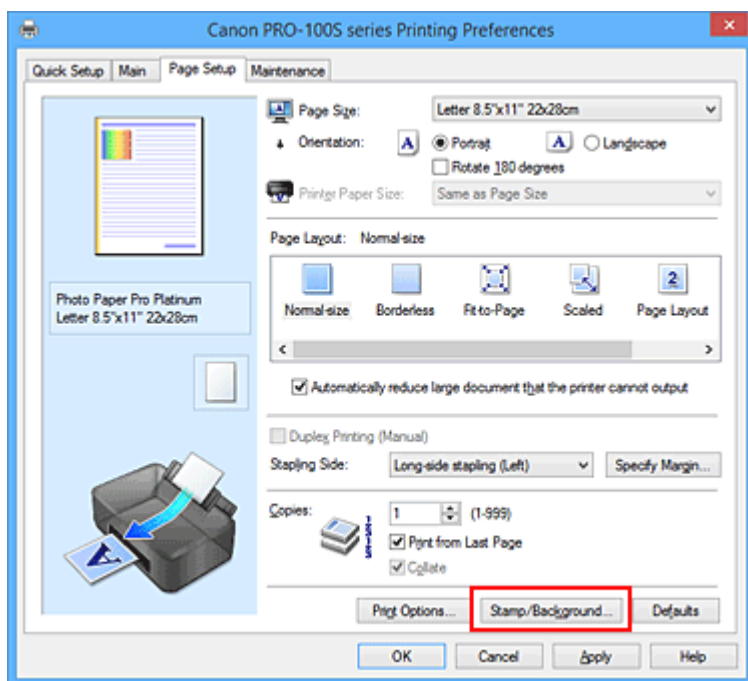 Canon PRO-100S series Printing Preferences
Quick Setup Main Page Setup Maintenance
Page Size: Letter 8.5"x11" 22x28cm
Orientation: A Portrait A Landscape
Rotate 180 degrees
Printer Paper Size: Same as Page Size
Page Layout: Normal-size
2
Normal-size Borderless Fit-to-Page Scaled Page Layout
Photo Paper Pro Platinum
Letter 8.5"x11" 22x28cm
Automatically reduce large document that the printer cannot output
Duplex Printing (Manual)
Stapling Side: Long-side stapling (Left) Specify Margin...
Copies: 1 (1-999)
Print from Last Page
Collate
A
Print Options... Stamp/Background... Defaults
OK Cancel Apply Help